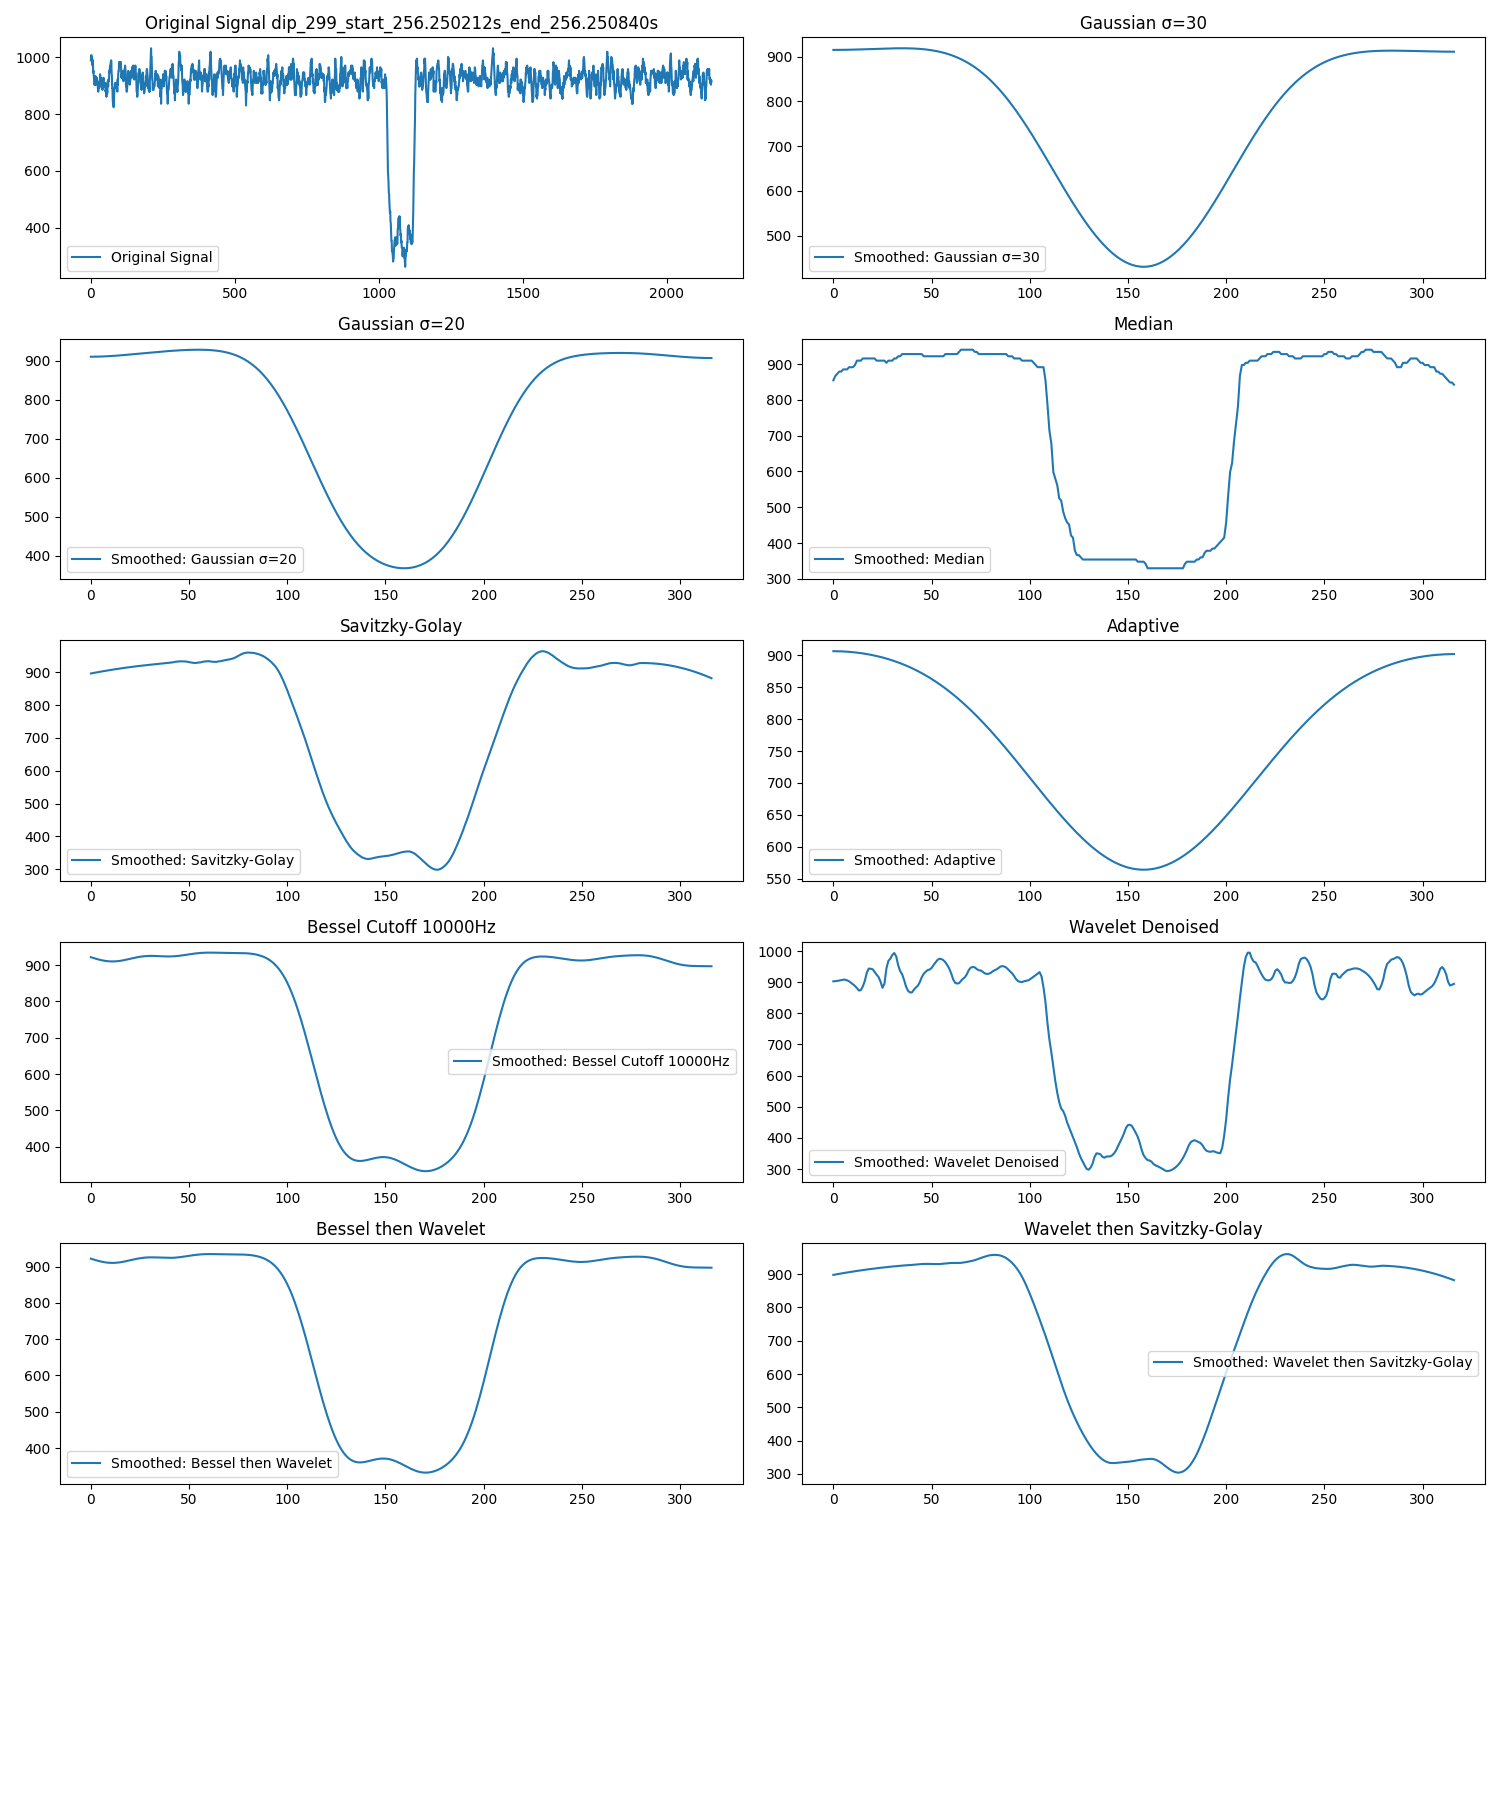 Original Signal dip_299_start_256.250212s_end_256.250840s
1000
800
600
400
Original Signal
0 500 1000 1500 2000
Gaussian σ=30
900
800
700
600
500
Smoothed: Gaussian σ=30
0 50 100 150 200 250 300
Gaussian σ=20
900
800
700
600
500
400
Smoothed: Gaussian σ=20
0 50 100 150 200 250 300
Median
900
800
700
600
500
400
300
Smoothed: Median
0 50 100 150 200 250 300
Savitzky-Golay
900
800
700
600
500
400
300
Smoothed: Savitzky-Golay
0 50 100 150 200 250 300
Adaptive
900
850
800
750
700
650
600
550
Smoothed: Adaptive
0 50 100 150 200 250 300
Bessel Cutoff 10000Hz
900
800
700
600
500
400
Smoothed: Bessel Cutoff 10000Hz
0 50 100 150 200 250 300
Wavelet Denoised
1000
900
800
700
600
500
400
300
Smoothed: Wavelet Denoised
0 50 100 150 200 250 300
Bessel then Wavelet
900
800
700
600
500
400
Smoothed: Bessel then Wavelet
0 50 100 150 200 250 300
Wavelet then Savitzky-Golay
900
800
700
600
500
400
300
Smoothed: Wavelet then Savitzky-Golay
0 50 100 150 200 250 300